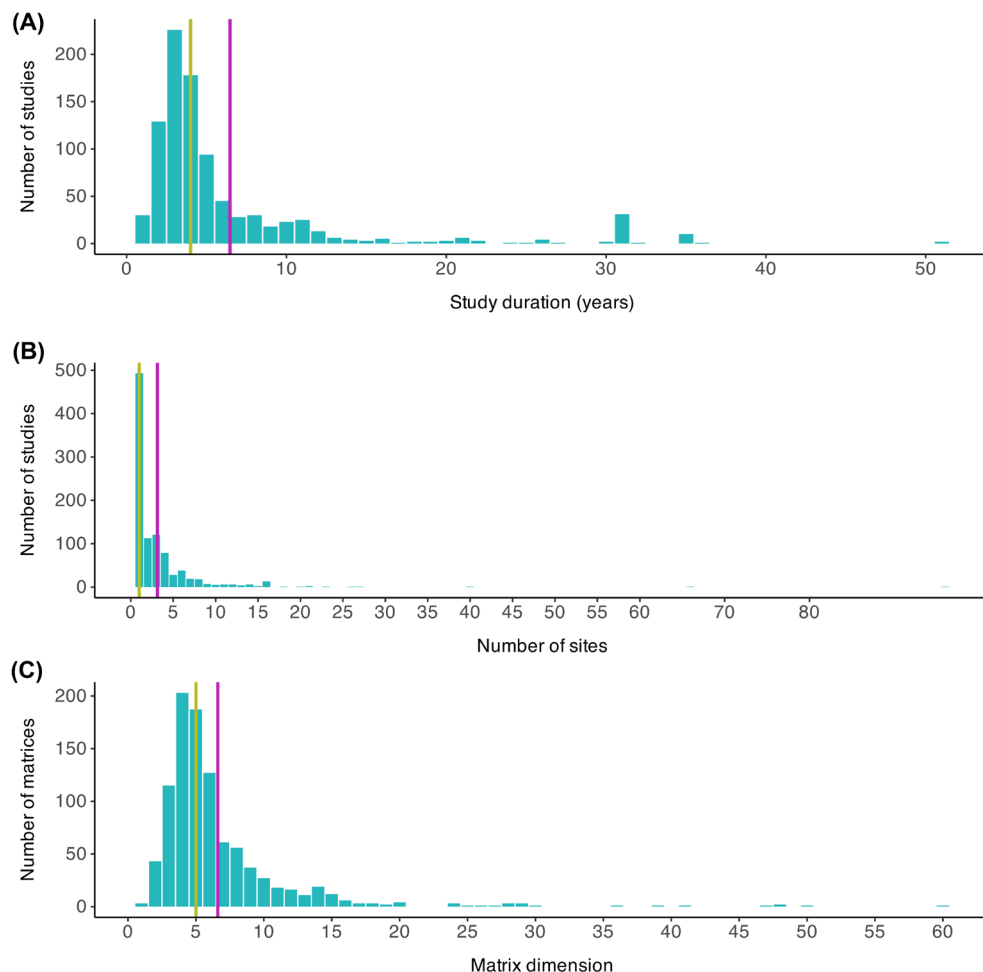 (A)
Number of studies
200
150
100
50
0
0 10 20 30 40 50
Study duration (years)
(B)
Number of studies
500
400
300
200
100
0
0 5 10 15 20 25 30 35 40 45 50 55 60 70 80
Number of sites
(C)
Number of matrices
200
150
100
50
0
0 5 10 15 20 25 30 35 40 45 50 55 60
Matrix dimension